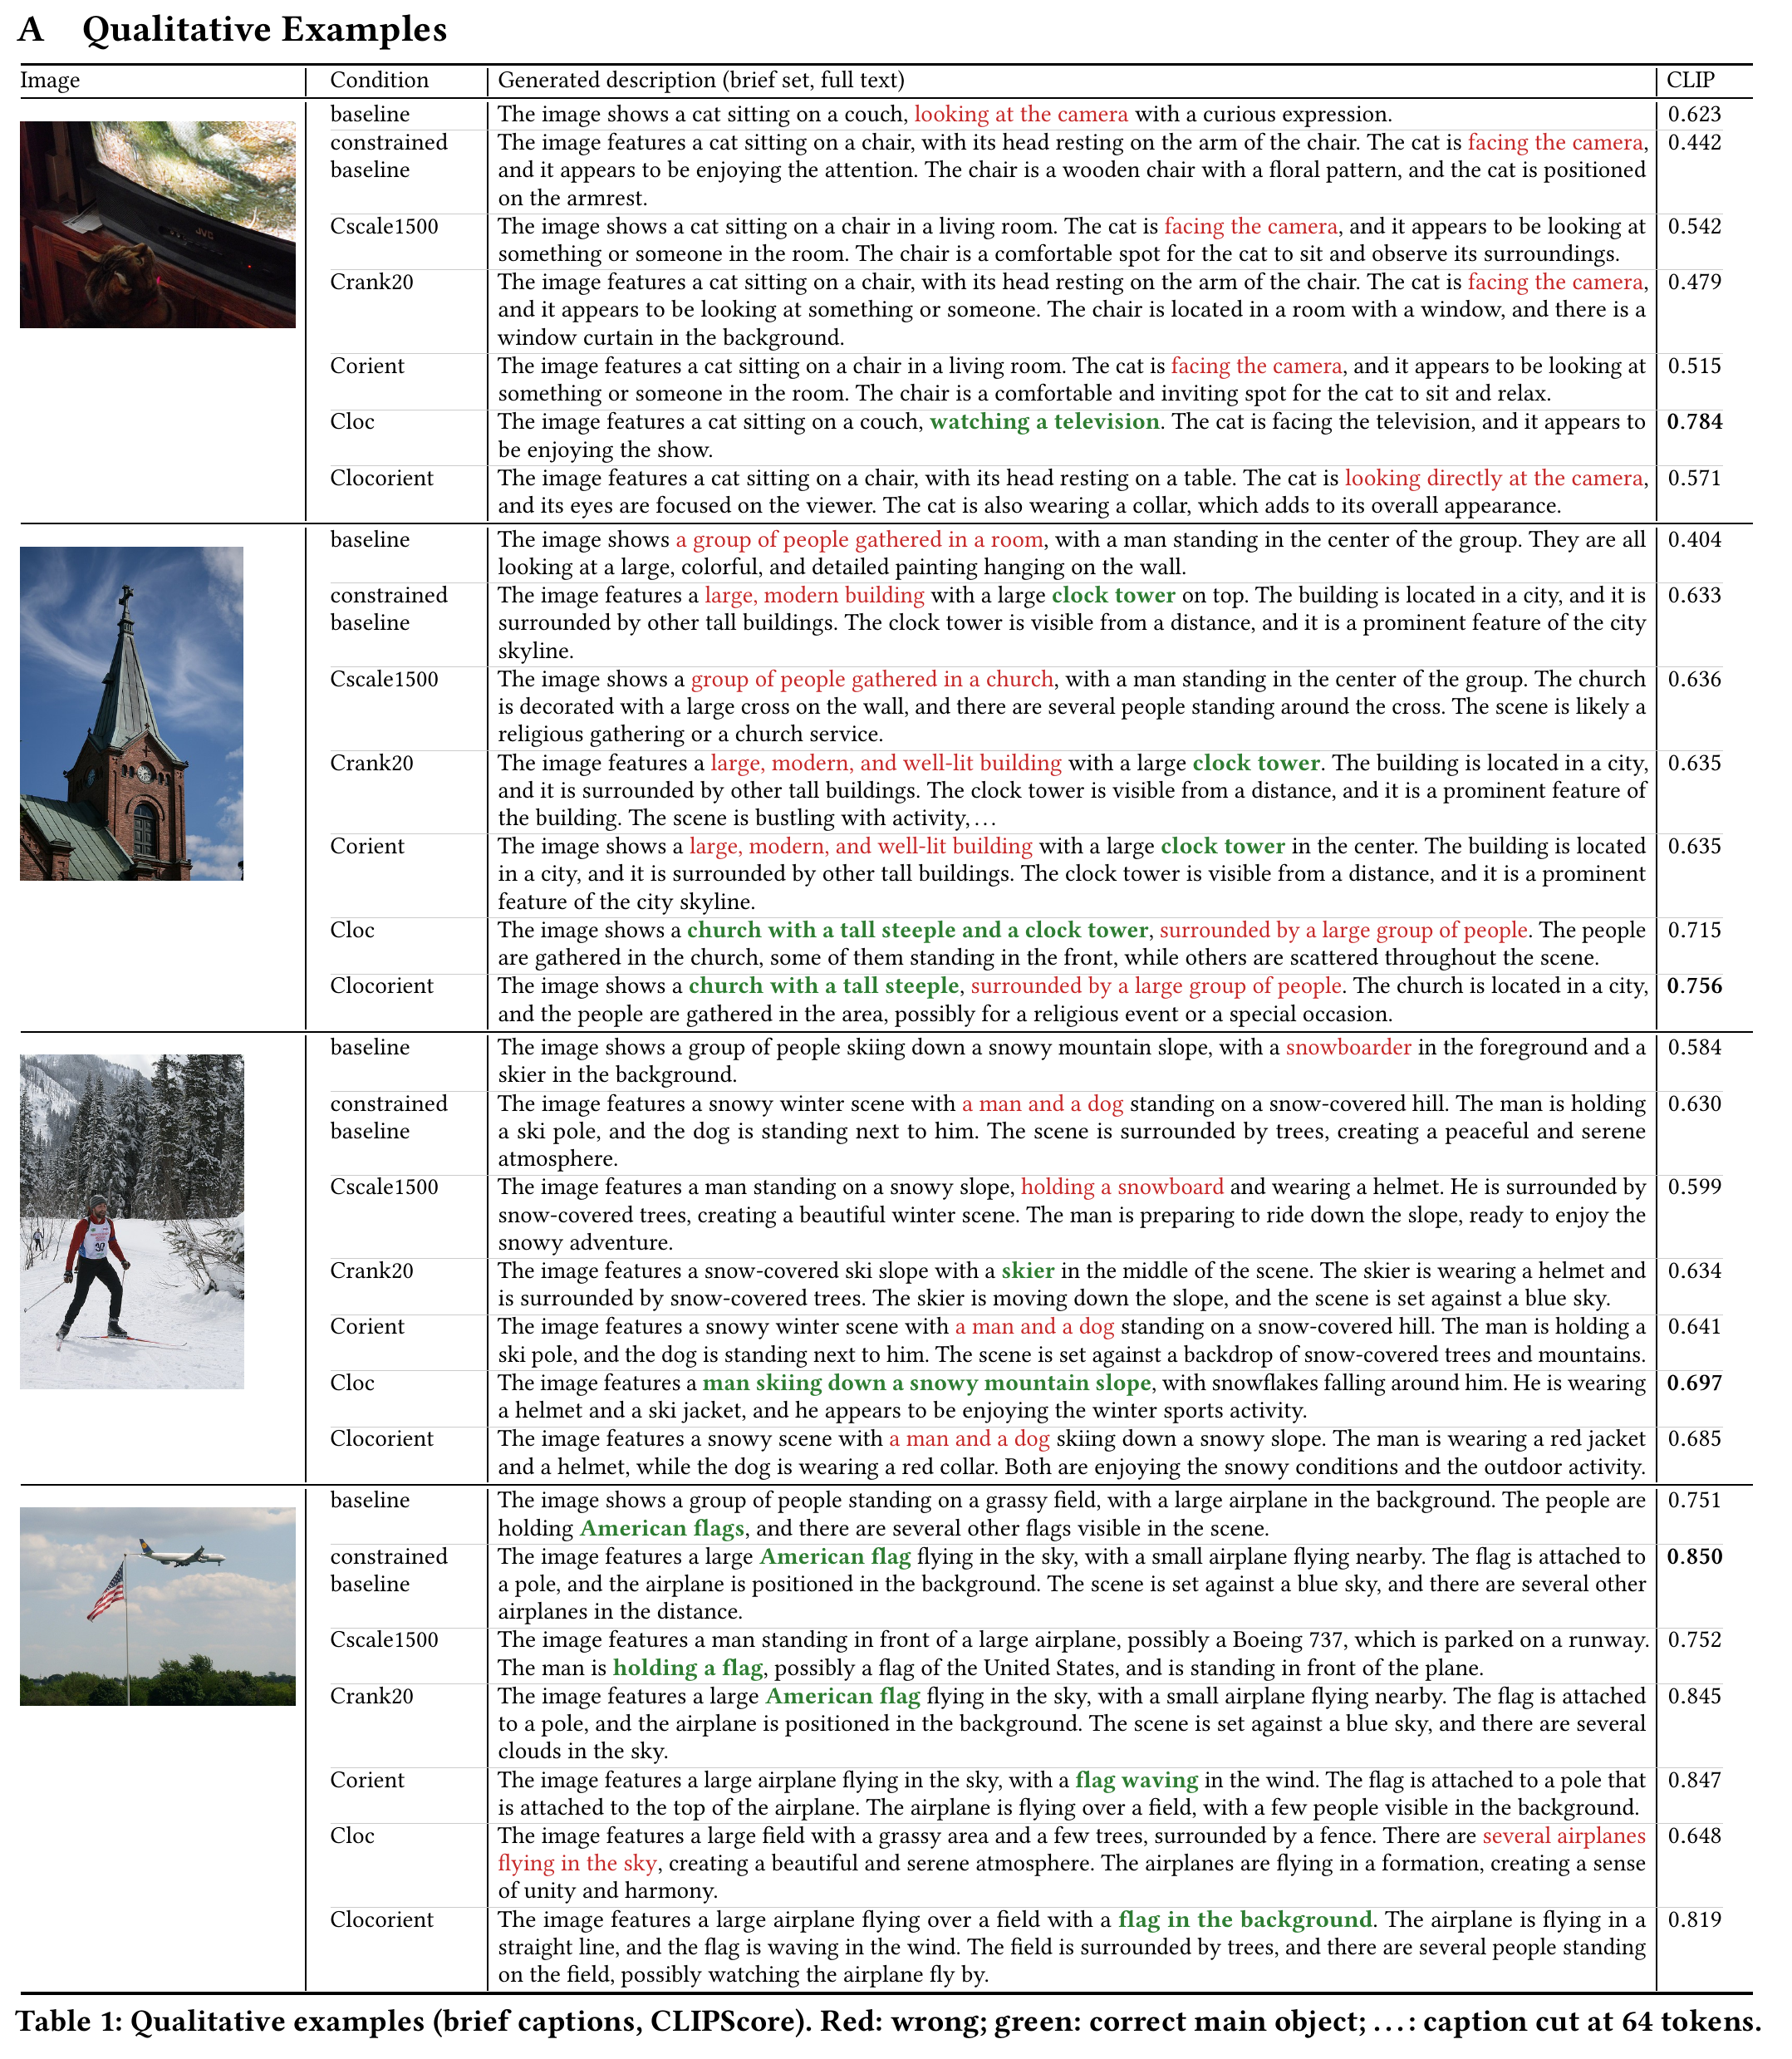 A Qualitative Examples
Image Condition Generated description (brief set, full text) CLIP
baseline The image shows a cat sitting on a couch, looking at the camera with a curious expression. 0.623
constrained The image features a cat sitting on a chair, with its head resting on the arm of the chair. The cat is facing the camera, 0.442
baseline and it appears to be enjoying the attention. The chair is a wooden chair with a floral pattern, and the cat is positioned
on the armrest.
Cscale1500 The image shows a cat sitting on a chair in a living room. The cat is facing the camera, and it appears to be looking at 0.542
something or someone in the room. The chair is a comfortable spot for the cat to sit and observe its surroundings.
Crank20 The image features a cat sitting on a chair, with its head resting on the arm of the chair. The cat is facing the camera, 0.479
and it appears to be looking at something or someone. The chair is located in a room with a window, and there is a
window curtain in the background.
Corient The image features a cat sitting on a chair in a living room. The cat is facing the camera, and it appears to be looking at 0.515
something or someone in the room. The chair is a comfortable and inviting spot for the cat to sit and relax.
Cloc The image features a cat sitting on a couch, watching a television. The cat is facing the television, and it appears to 0.784
be enjoying the show.
Clocorient The image features a cat sitting on a chair, with its head resting on a table. The cat is looking directly at the camera, 0.571
and its eyes are focused on the viewer. The cat is also wearing a collar, which adds to its overall appearance.
JVC
baseline The image shows a group of people gathered in a room, with a man standing in the center of the group. They are all 0.404
looking at a large, colorful, and detailed painting hanging on the wall.
constrained The image features a large, modern building with a large clock tower on top. The building is located in a city, and it is 0.633
baseline surrounded by other tall buildings. The clock tower is visible from a distance, and it is a prominent feature of the city
skyline.
Cscale1500 The image shows a group of people gathered in a church, with a man standing in the center of the group. The church 0.636
is decorated with a large cross on the wall, and there are several people standing around the cross. The scene is likely a
religious gathering or a church service.
Crank20 The image features a large, modern, and well-lit building with a large clock tower. The building is located in a city, 0.635
and it is surrounded by other tall buildings. The clock tower is visible from a distance, and it is a prominent feature of
the building. The scene is bustling with activity, …
Corient The image shows a large, modern, and well-lit building with a large clock tower in the center. The building is located 0.635
in a city, and it is surrounded by other tall buildings. The clock tower is visible from a distance, and it is a prominent
feature of the city skyline.
Cloc The image shows a church with a tall steeple and a clock tower, surrounded by a large group of people. The people 0.715
are gathered in the church, some of them standing in the front, while others are scattered throughout the scene.
Clocorient The image shows a church with a tall steeple, surrounded by a large group of people. The church is located in a city, 0.756
and the people are gathered in the area, possibly for a religious event or a special occasion.
baseline The image shows a group of people skiing down a snowy mountain slope, with a snowboarder in the foreground and a 0.584
skier in the background.
constrained The image features a snowy winter scene with a man and a dog standing on a snow-covered hill. The man is holding 0.630
baseline a ski pole, and the dog is standing next to him. The scene is surrounded by trees, creating a peaceful and serene
atmosphere.
Cscale1500 The image features a man standing on a snowy slope, holding a snowboard and wearing a helmet. He is surrounded by 0.599
snow-covered trees, creating a beautiful winter scene. The man is preparing to ride down the slope, ready to enjoy the
snowy adventure.
Crank20 The image features a snow-covered ski slope with a skier in the middle of the scene. The skier is wearing a helmet and 0.634
is surrounded by snow-covered trees. The skier is moving down the slope, and the scene is set against a blue sky.
Corient The image features a snowy winter scene with a man and a dog standing on a snow-covered hill. The man is holding a 0.641
ski pole, and the dog is standing next to him. The scene is set against a backdrop of snow-covered trees and mountains.
Cloc The image features a man skiing down a snowy mountain slope, with snowflakes falling around him. He is wearing 0.697
a helmet and a ski jacket, and he appears to be enjoying the winter sports activity.
Clocorient The image features a snowy scene with a man and a dog skiing down a snowy slope. The man is wearing a red jacket 0.685
and a helmet, while the dog is wearing a red collar. Both are enjoying the snowy conditions and the outdoor activity.
baseline The image shows a group of people standing on a grassy field, with a large airplane in the background. The people are 0.751
holding American flags, and there are several other flags visible in the scene.
constrained The image features a large American flag flying in the sky, with a small airplane flying nearby. The flag is attached to 0.850
baseline a pole, and the airplane is positioned in the background. The scene is set against a blue sky, and there are several other
airplanes in the distance.
Cscale1500 The image features a man standing in front of a large airplane, possibly a Boeing 737, which is parked on a runway. 0.752
The man is holding a flag, possibly a flag of the United States, and is standing in front of the plane.
Crank20 The image features a large American flag flying in the sky, with a small airplane flying nearby. The flag is attached 0.845
to a pole, and the airplane is positioned in the background. The scene is set against a blue sky, and there are several
clouds in the sky.
Corient The image features a large airplane flying in the sky, with a flag waving in the wind. The flag is attached to a pole that 0.847
is attached to the top of the airplane. The airplane is flying over a field, with a few people visible in the background.
Cloc The image features a large field with a grassy area and a few trees, surrounded by a fence. There are several airplanes 0.648
flying in the sky, creating a beautiful and serene atmosphere. The airplanes are flying in a formation, creating a sense
of unity and harmony.
Clocorient The image features a large airplane flying over a field with a flag in the background. The airplane is flying in a 0.819
straight line, and the flag is waving in the wind. The field is surrounded by trees, and there are several people standing
on the field, possibly watching the airplane fly by.
Table 1: Qualitative examples (brief captions, CLIPScore). Red: wrong; green: correct main object; …: caption cut at 64 tokens.